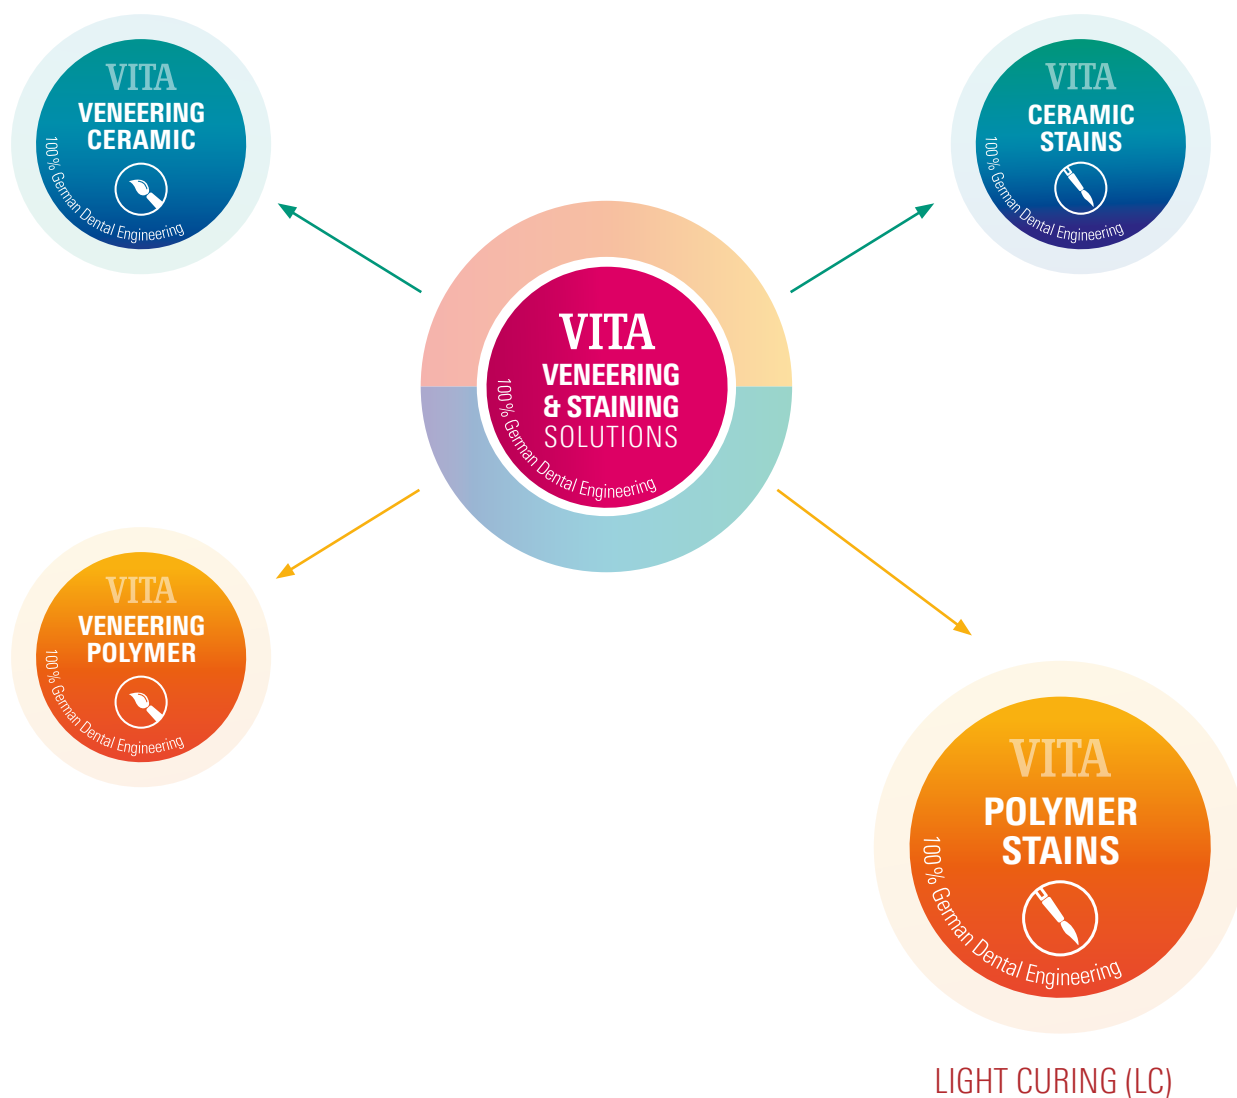 VITA
VENEERING
CERAMIC
100% German Dental Engineering
VITA
CERAMIC
STAINS
100% German Dental Engineering
VITA
VENEERING
& STAINING
SOLUTIONS
100% German Dental Engineering
VITA
VENEERING
POLYMER
100% German Dental Engineering
VITA
POLYMER
STAINS
100% German Dental Engineering
LIGHT CURING (LC)